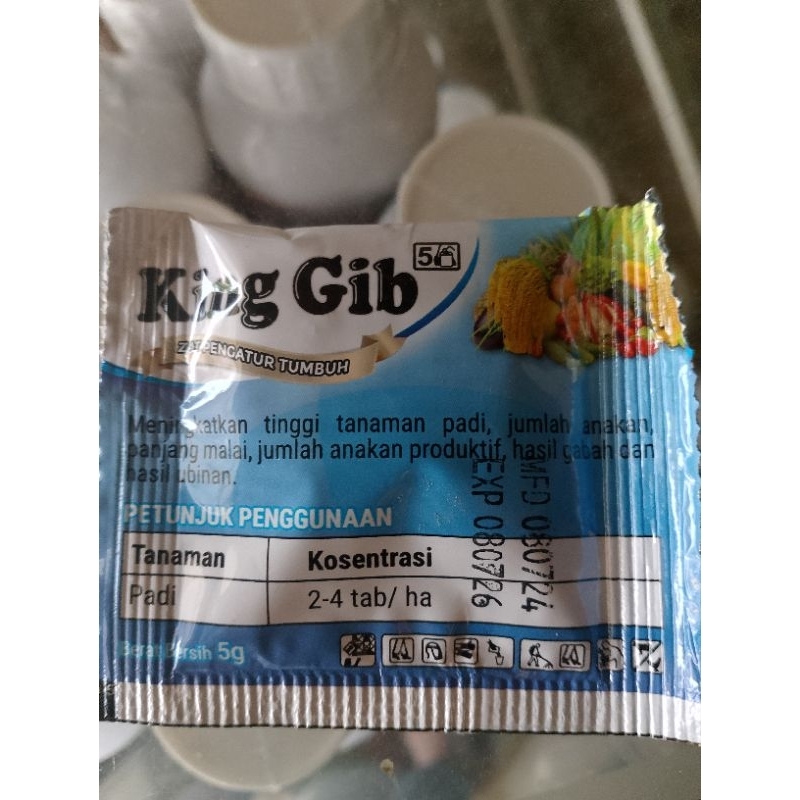 King Gib
5
ZAT PENGATUR TUMBUH
Meningkatkan tinggi tanaman padi, jumlah anakan,
panjang malai, jumlah anakan produktif, hasil gabah dan
hasil ubinan.
PETUNJUK PENGGUNAAN
Tanaman Kosentrasi
Padi 2-4 tab/ ha
EXP 080726
MFD 080724
Berat Bersih 5g